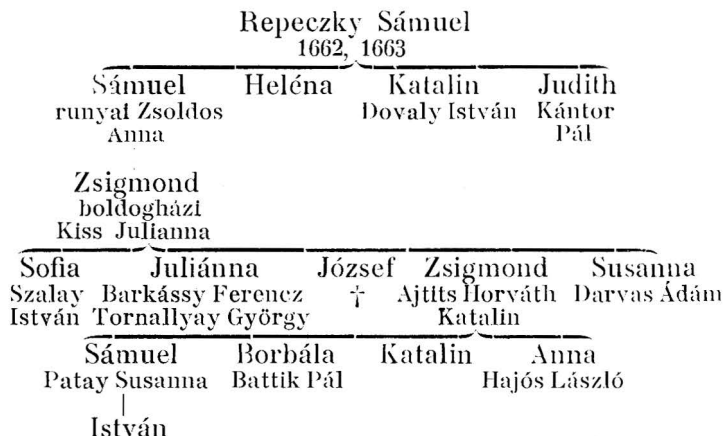 Repeczky Sámuel
1662, 1663
Sámuel Heléna Katalin Judith
runyai Zsoldos Dovaly István Kántor
Anna Pál
Zsigmond
boldogházi
Kiss Julianna
Sofia Juliánna József Zsigmond Susanna
Szalay Barkássy Ferencz † Ajtits Horváth Darvas Ádám
István Tornallyay György Katalin
Sámuel Borbála Katalin Anna
Patay Susanna Battik Pál Hajós László
István